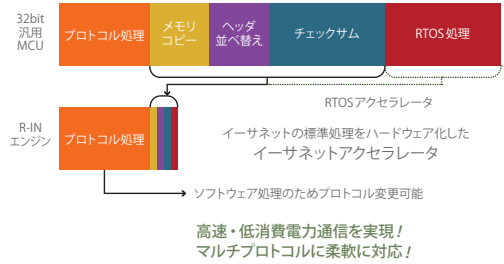 32bit
汎用
MCU
プロトコル処理
メモリ
コピー
ヘッダ
並べ替え
チェックサム
RTOS処理
RTOSアクセラレータ
R-IN
エンジン
プロトコル処理
イーサネットの標準処理をハードウェア化した
イーサネットアクセラレータ
ソフトウェア処理のためプロトコル変更可能
高速・低消費電力通信を実現！
マルチプロトコルに柔軟に対応！